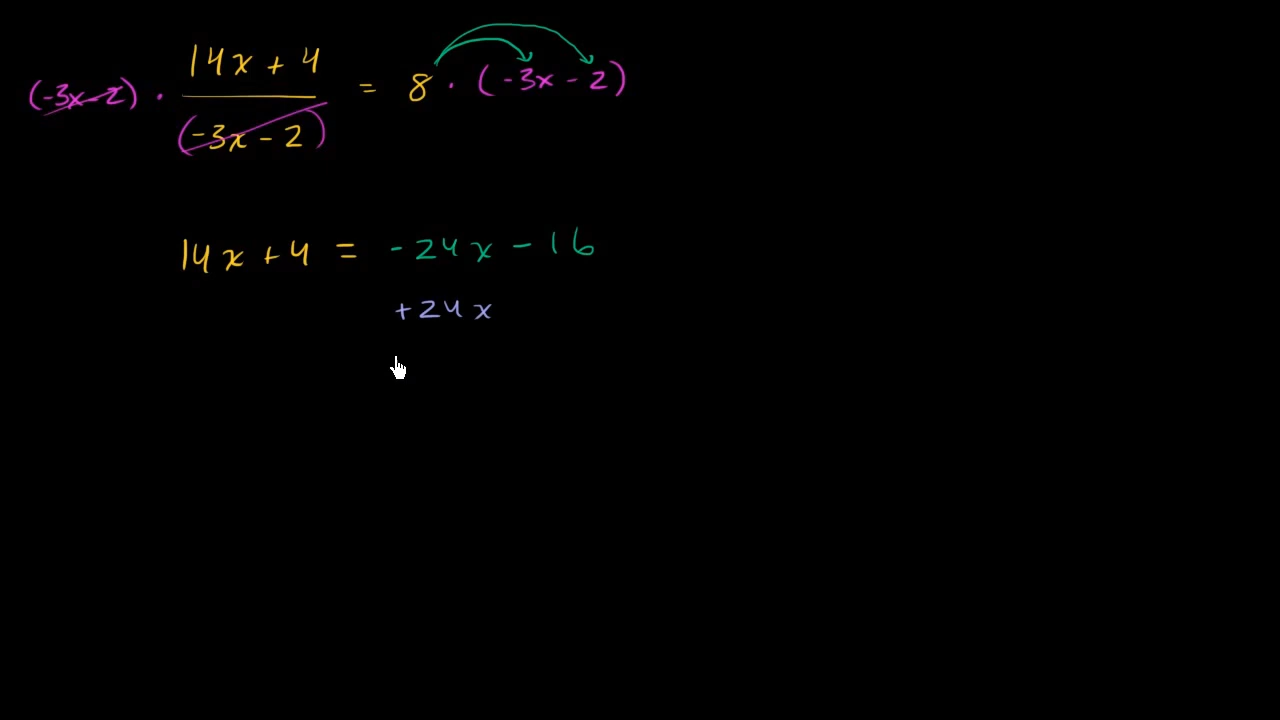 (-3x-2) · 14x + 4 / (-3x - 2) = 8 · (-3x - 2)
14x + 4 = -24x - 16
+24x